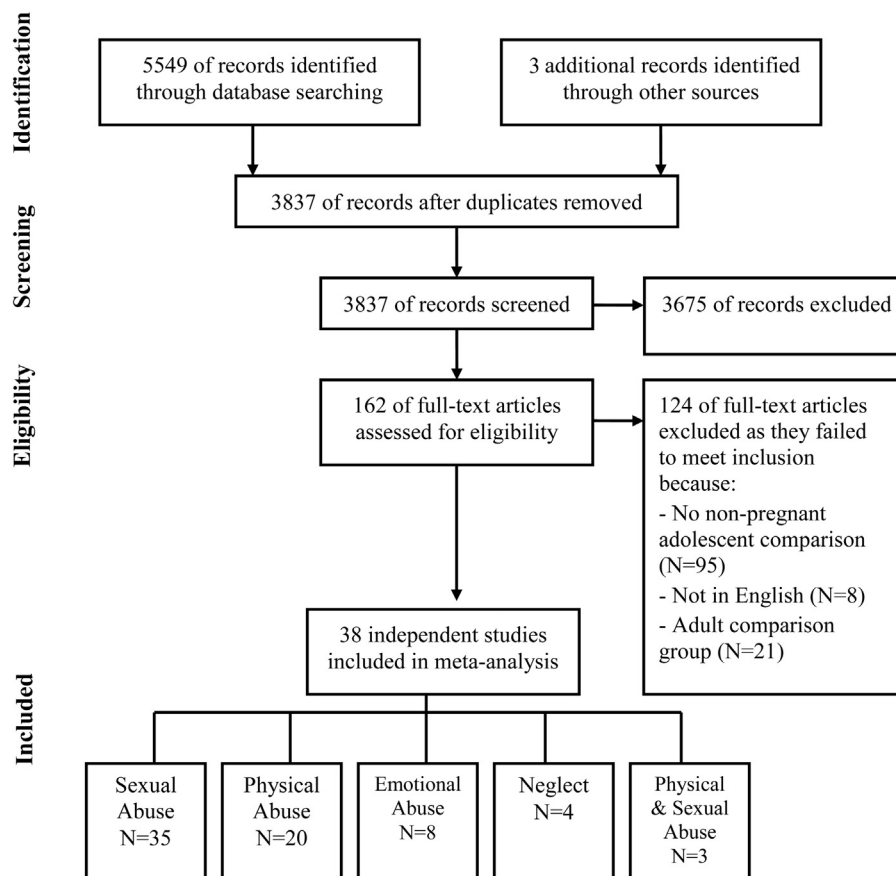 Identification
5549 of records identified
through database searching
3 additional records identified
through other sources
3837 of records after duplicates removed
Screening
3837 of records screened
3675 of records excluded
Eligibility
162 of full-text articles
assessed for eligibility
124 of full-text articles
excluded as they failed
to meet inclusion
because:
- No non-pregnant
adolescent comparison
(N=95)
- Not in English (N=8)
- Adult comparison
group (N=21)
38 independent studies
included in meta-analysis
Included
Sexual
Abuse
N=35
Physical
Abuse
N=20
Emotional
Abuse
N=8
Neglect
N=4
Physical
& Sexual
Abuse
N=3